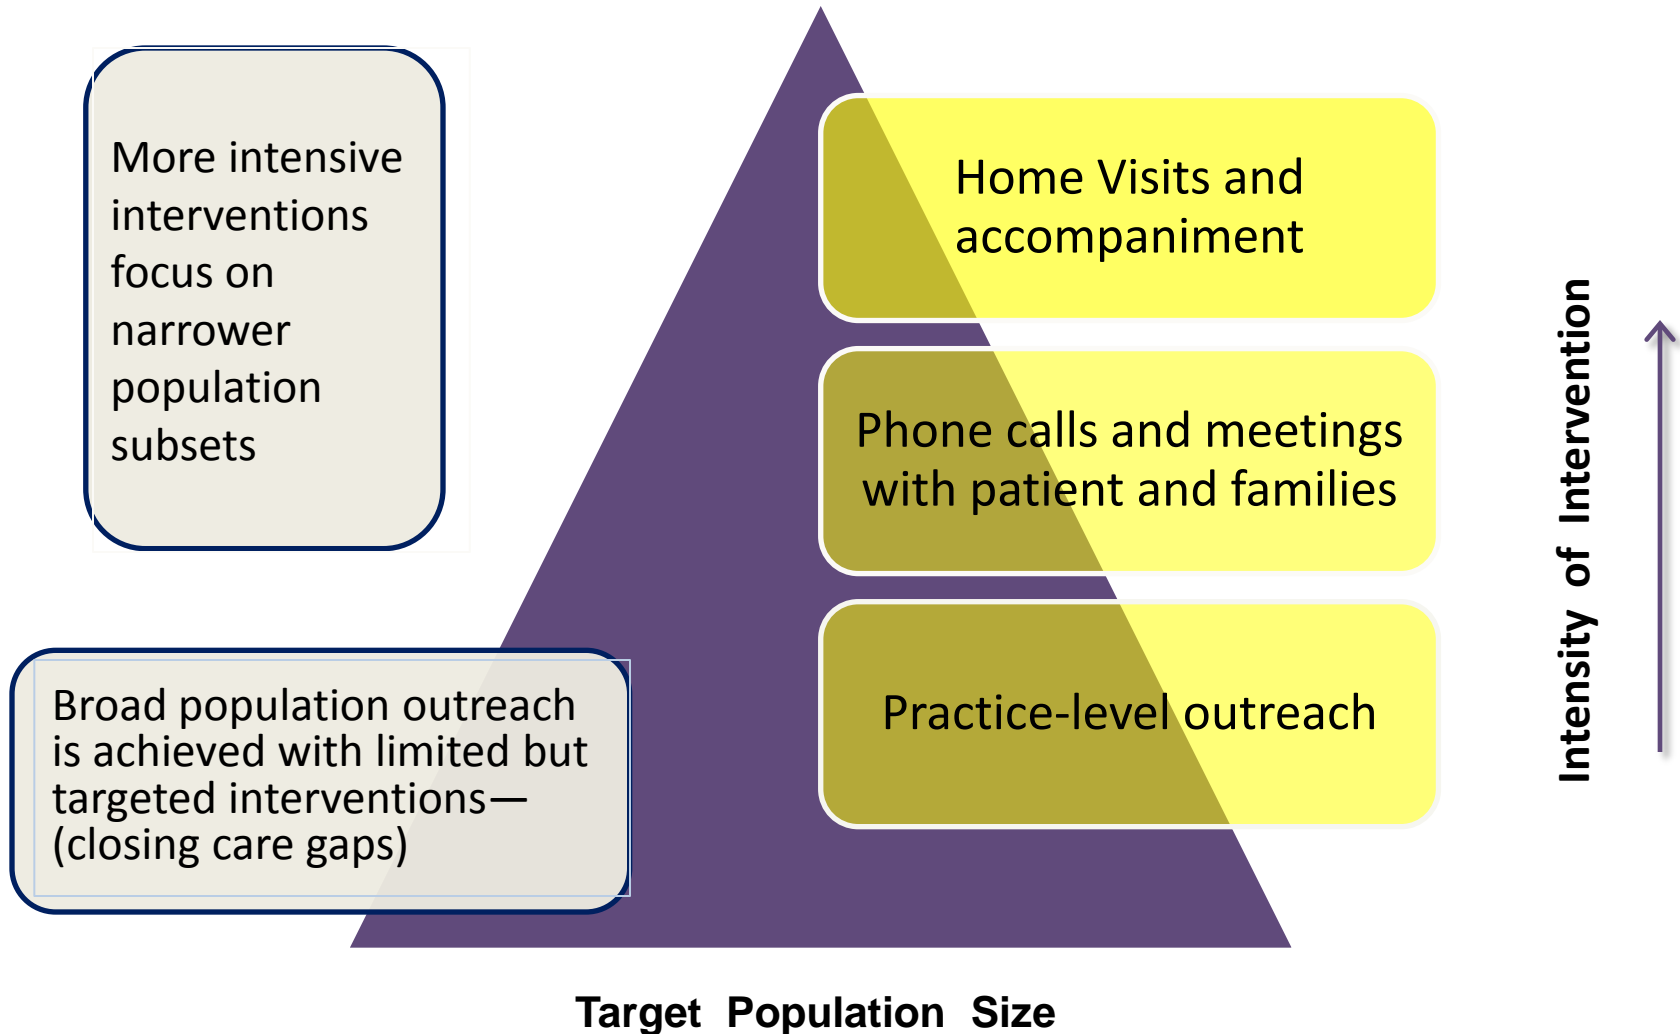 More intensive
interventions
focus on
narrower
population
subsets
Home Visits and
accompaniment
Phone calls and meetings
with patient and families
Practice-level outreach
Broad population outreach
is achieved with limited but
targeted interventions—
(closing care gaps)
Intensity of Intervention
Target Population Size